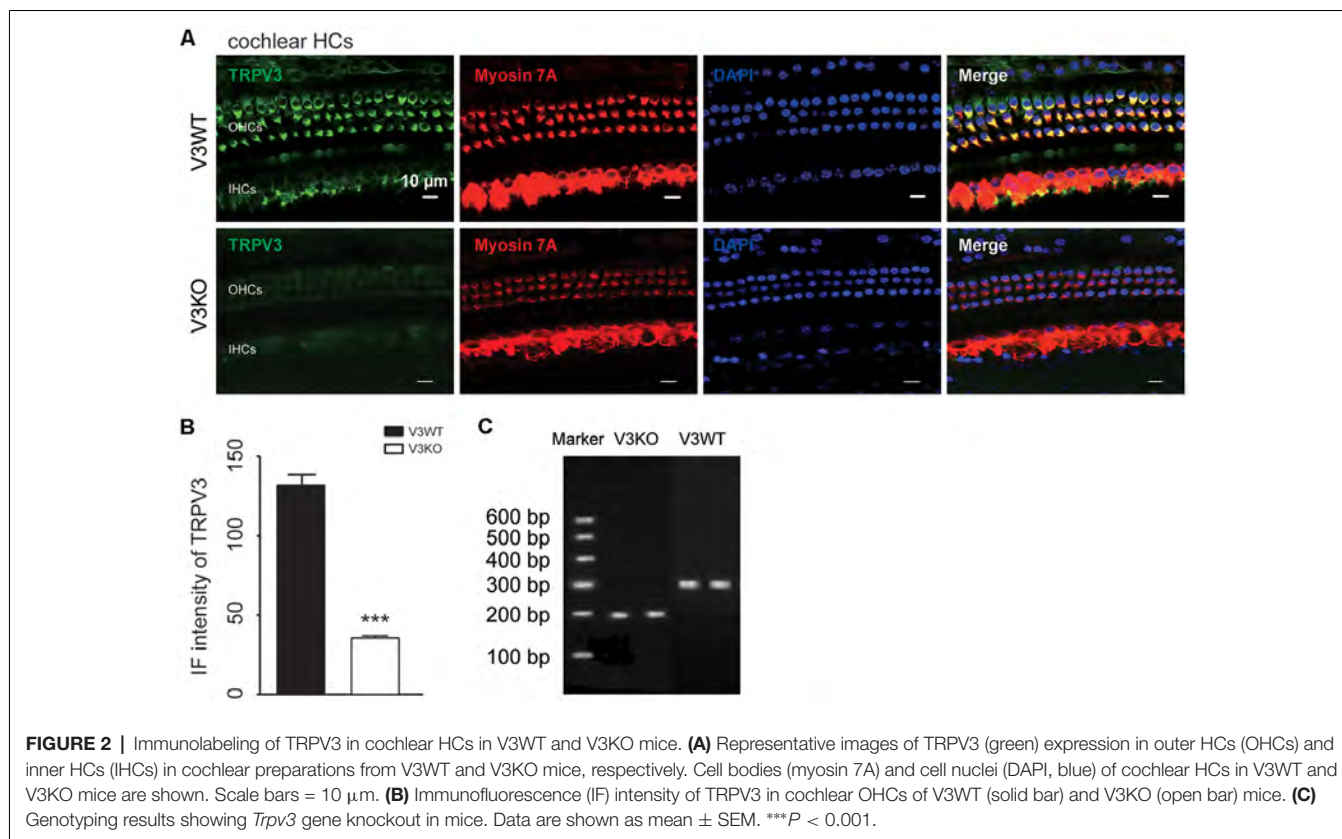 A
cochlear HCs
TRPV3
Myosin 7A
DAPI
Merge
V3WT
OHCs
IHCs
10 μm
TRPV3
Myosin 7A
DAPI
Merge
V3KO
OHCs
IHCs
B
V3WT
V3KO
IF intensity of TRPV3
150
100
50
0
***
C
Marker V3KO V3WT
600 bp
500 bp
400 bp
300 bp
200 bp
100 bp
FIGURE 2 | Immunolabeling of TRPV3 in cochlear HCs in V3WT and V3KO mice. (A) Representative images of TRPV3 (green) expression in outer HCs (OHCs) and
inner HCs (IHCs) in cochlear preparations from V3WT and V3KO mice, respectively. Cell bodies (myosin 7A) and cell nuclei (DAPI, blue) of cochlear HCs in V3WT and
V3KO mice are shown. Scale bars = 10 μm. (B) Immunofluorescence (IF) intensity of TRPV3 in cochlear OHCs of V3WT (solid bar) and V3KO (open bar) mice. (C)
Genotyping results showing Trpv3 gene knockout in mice. Data are shown as mean ± SEM. ***P < 0.001.